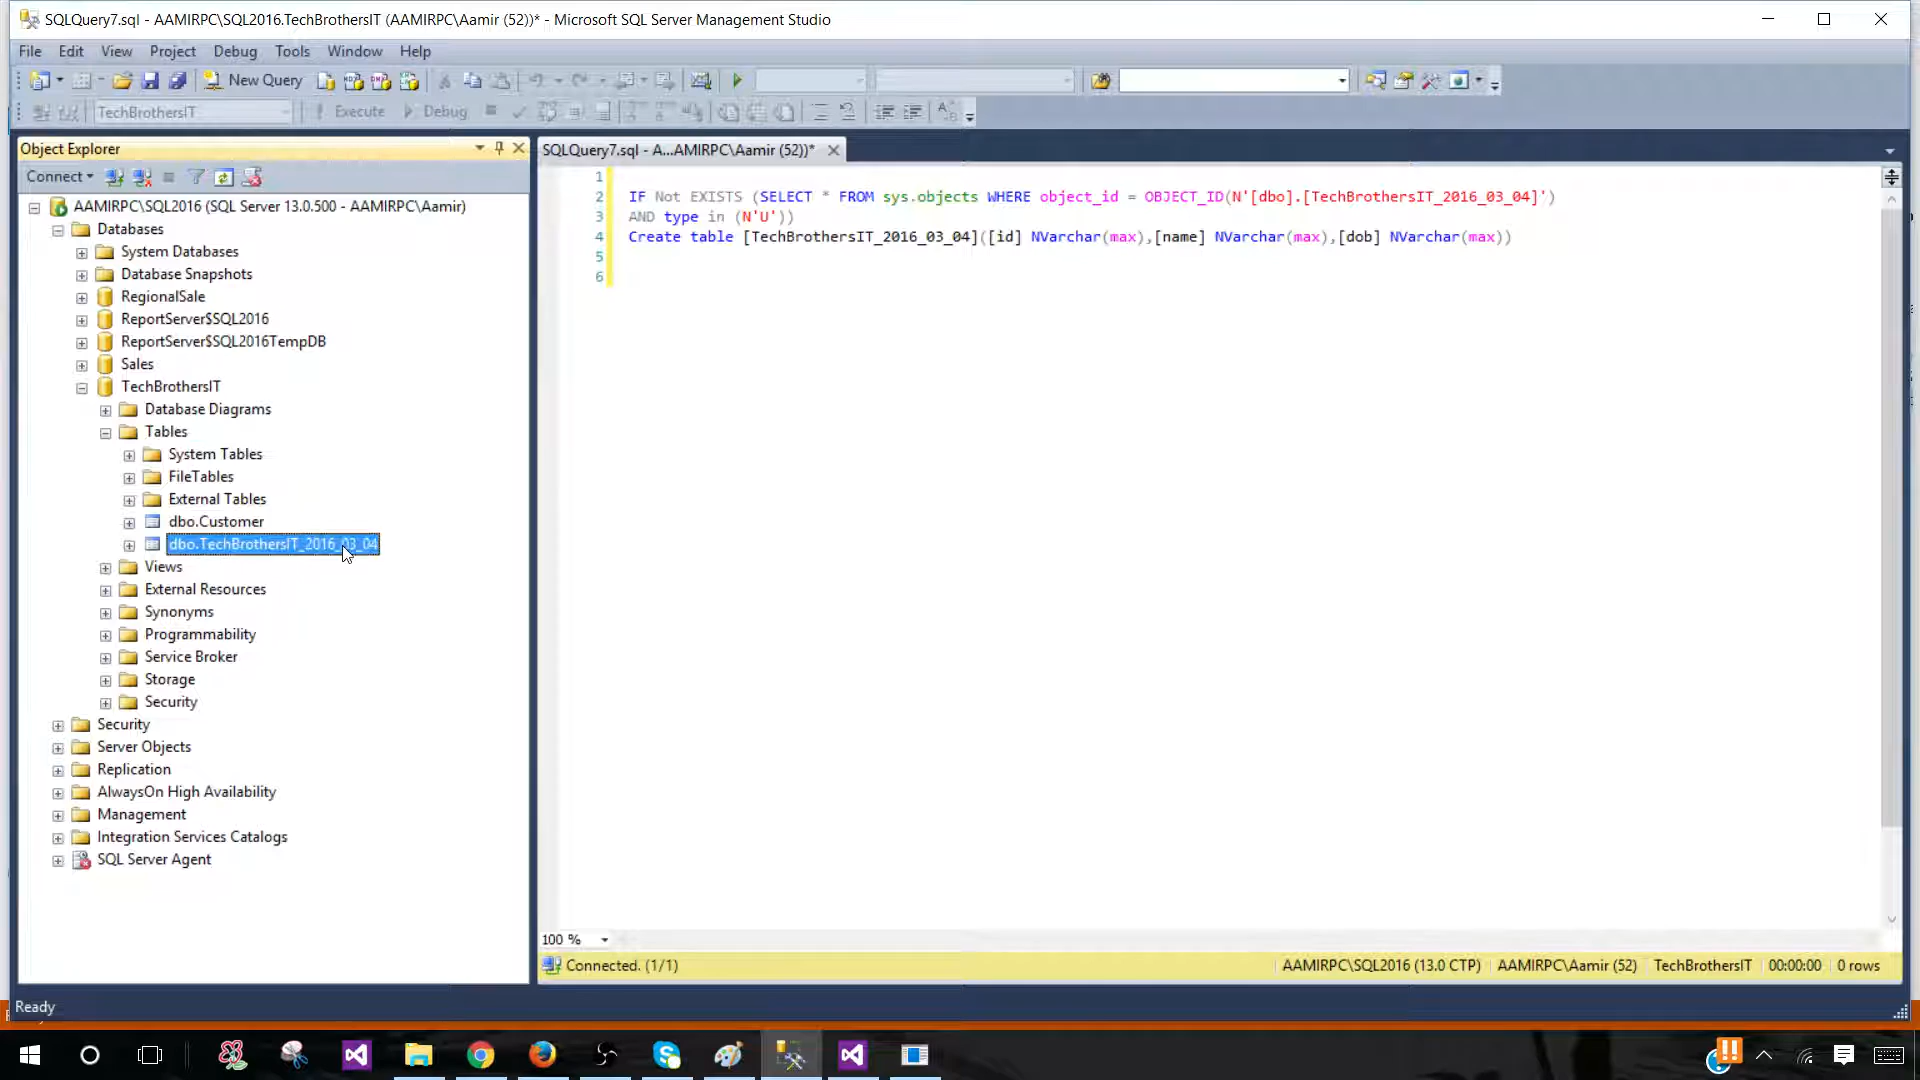 SQLQuery7.sql - AAMIRPC\SQL2016.TechBrothersIT (AAMIRPC\Aamir (52))* - Microsoft SQL Server Management Studio
File Edit View Project Debug Tools Window Help
New Query
TechBrothersIT Execute Debug
Object Explorer
Connect
AAMIRPC\SQL2016 (SQL Server 13.0.500 - AAMIRPC\Aamir)
Databases
System Databases
Database Snapshots
RegionalSale
ReportServer$SQL2016
ReportServer$SQL2016TempDB
Sales
TechBrothersIT
Database Diagrams
Tables
System Tables
FileTables
External Tables
dbo.Customer
dbo.TechBrothersIT_2016_03_04
Views
External Resources
Synonyms
Programmability
Service Broker
Storage
Security
Security
Server Objects
Replication
AlwaysOn High Availability
Management
Integration Services Catalogs
SQL Server Agent
SQLQuery7.sql - A...AMIRPC\Aamir (52))*
1
2 IF Not EXISTS (SELECT * FROM sys.objects WHERE object_id = OBJECT_ID(N'[dbo].[TechBrothersIT_2016_03_04]')
3 AND type in (N'U'))
4 Create table [TechBrothersIT_2016_03_04]([id] NVarchar(max),[name] NVarchar(max),[dob] NVarchar(max))
5
6
100 %
Connected. (1/1) AAMIRPC\SQL2016 (13.0 CTP) AAMIRPC\Aamir (52) TechBrothersIT 00:00:00 0 rows
Ready